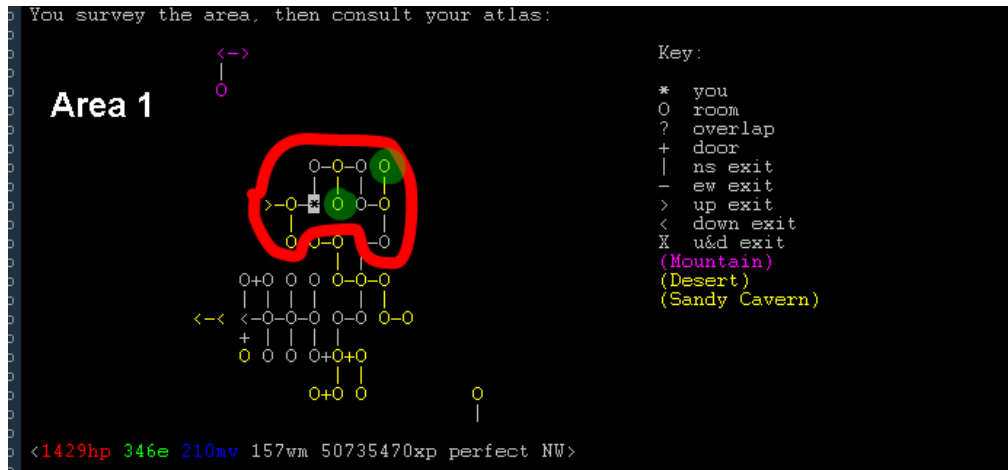 You survey the area, then consult your atlas:
<-> Key:
|
O * you
Area 1 O room
? overlap
+ door
O-O-O O | ns exit
| | | | - ew exit
>-O-* O O-O > up exit
| | < down exit
O O-O -O X u&d exit
| | (Mountain)
O+O O O O-O-O (Desert)
| | | | | | (Sandy Cavern)
<-< <-O-O-O O-O O-O
+ | | | |
O O O O+O+O
| |
O+O O O
|
<1429hp 346e 210mv 157wm 50735470xp perfect NW>